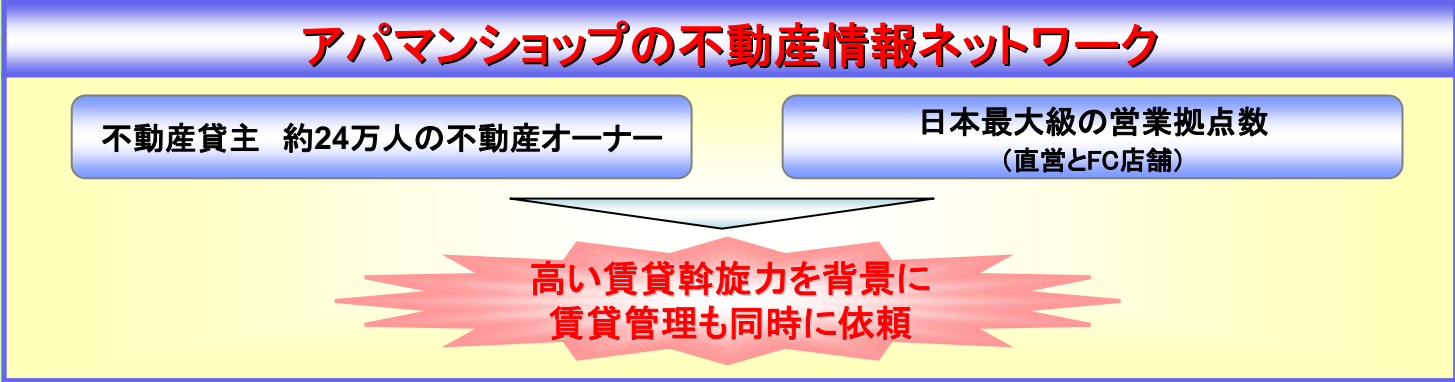 アパマンショップの不動産情報ネットワーク
不動産貸主　約24万人の不動産オーナー
日本最大級の営業拠点数
（直営とFC店舗）
高い賃貸斡旋力を背景に
賃貸管理も同時に依頼